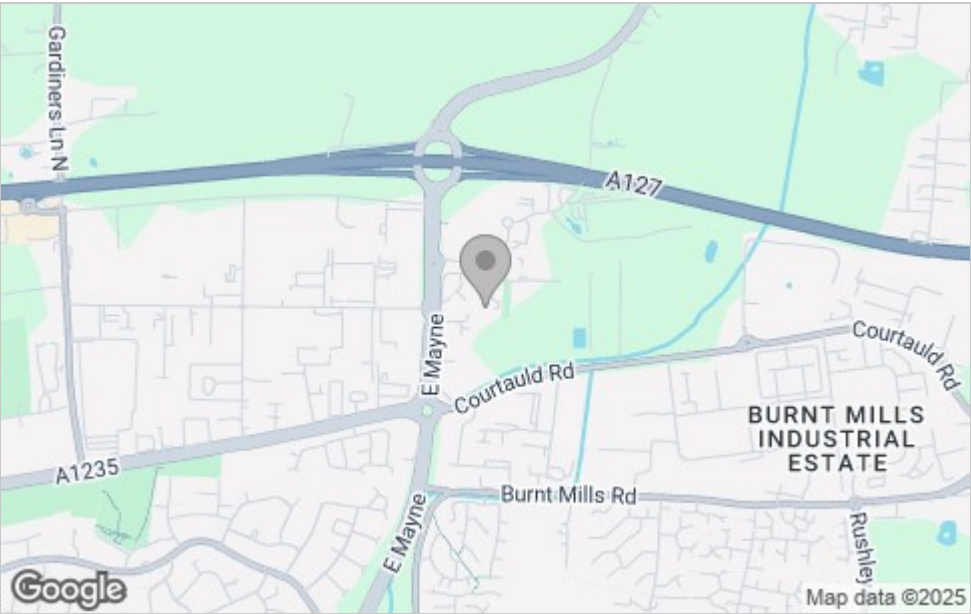 Gardiners Ln N
A127
E Mayne
Courtauld Rd
Courtauld Rd
BURNT MILLS
INDUSTRIAL
ESTATE
A1235
Burnt Mills Rd
E Mayne
Rushley
Google
Map data ©2025